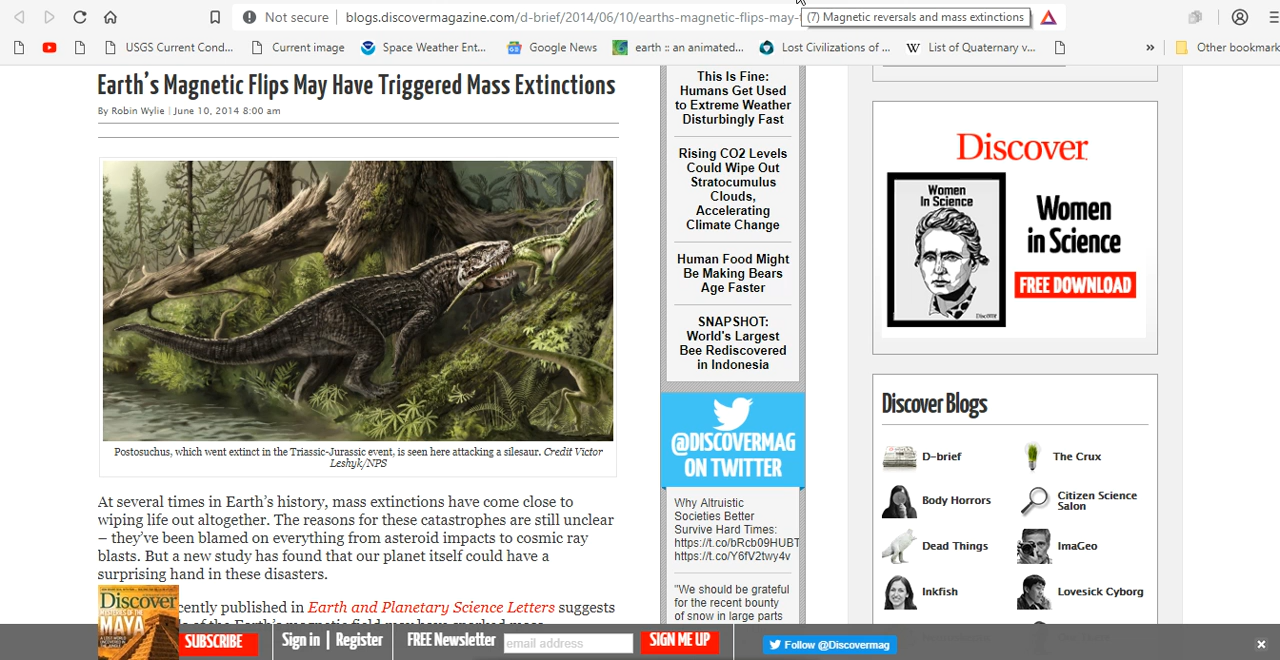 Not secure
blogs.discovermagazine.com/d-brief/2014/06/10/earths-magnetic-flips-may-
(7) Magnetic reversals and mass extinctions
USGS Current Cond...
Current image
Space Weather Ent...
Google News
earth :: an animated...
Lost Civilizations of ...
W
List of Quaternary v...
»
Other bookmark
Earth's Magnetic Flips May Have Triggered Mass Extinctions
By Robin Wylie | June 10, 2014 8:00 am
Postosuchus, which went extinct in the Triassic-Jurassic event, is seen here attacking a silesaur. Credit Victor
Leshyk/NPS
At several times in Earth's history, mass extinctions have come close to
wiping life out altogether. The reasons for these catastrophes are still unclear
– they've been blamed on everything from asteroid impacts to cosmic ray
blasts. But a new study has found that our planet itself could have a
surprising hand in these disasters.
cently published in Earth and Planetary Science Letters suggests
This Is Fine:
Humans Get Used
to Extreme Weather
Disturbingly Fast
Rising CO2 Levels
Could Wipe Out
Stratocumulus
Clouds,
Accelerating
Climate Change
Human Food Might
Be Making Bears
Age Faster
SNAPSHOT:
World's Largest
Bee Rediscovered
in Indonesia
@DISCOVERMAG
ON TWITTER
Why Altruistic
Societies Better
Survive Hard Times:
https://t.co/bRcb09HUBT
https://t.co/Y6fV2twy4v
"We should be grateful
for the recent bounty
of snow in large parts
Discover
Women
In Science
Discover
Women
in Science
FREE DOWNLOAD
Discover Blogs
D-brief
The Crux
Body Horrors
Citizen Science
Salon
Dead Things
ImaGeo
Inkfish
Lovesick Cyborg
Discover
MYSTERIES OF THE
MAYA
SUBSCRIBE
Sign in | Register
FREE Newsletter
email address
SIGN ME UP
Follow @Discovermag